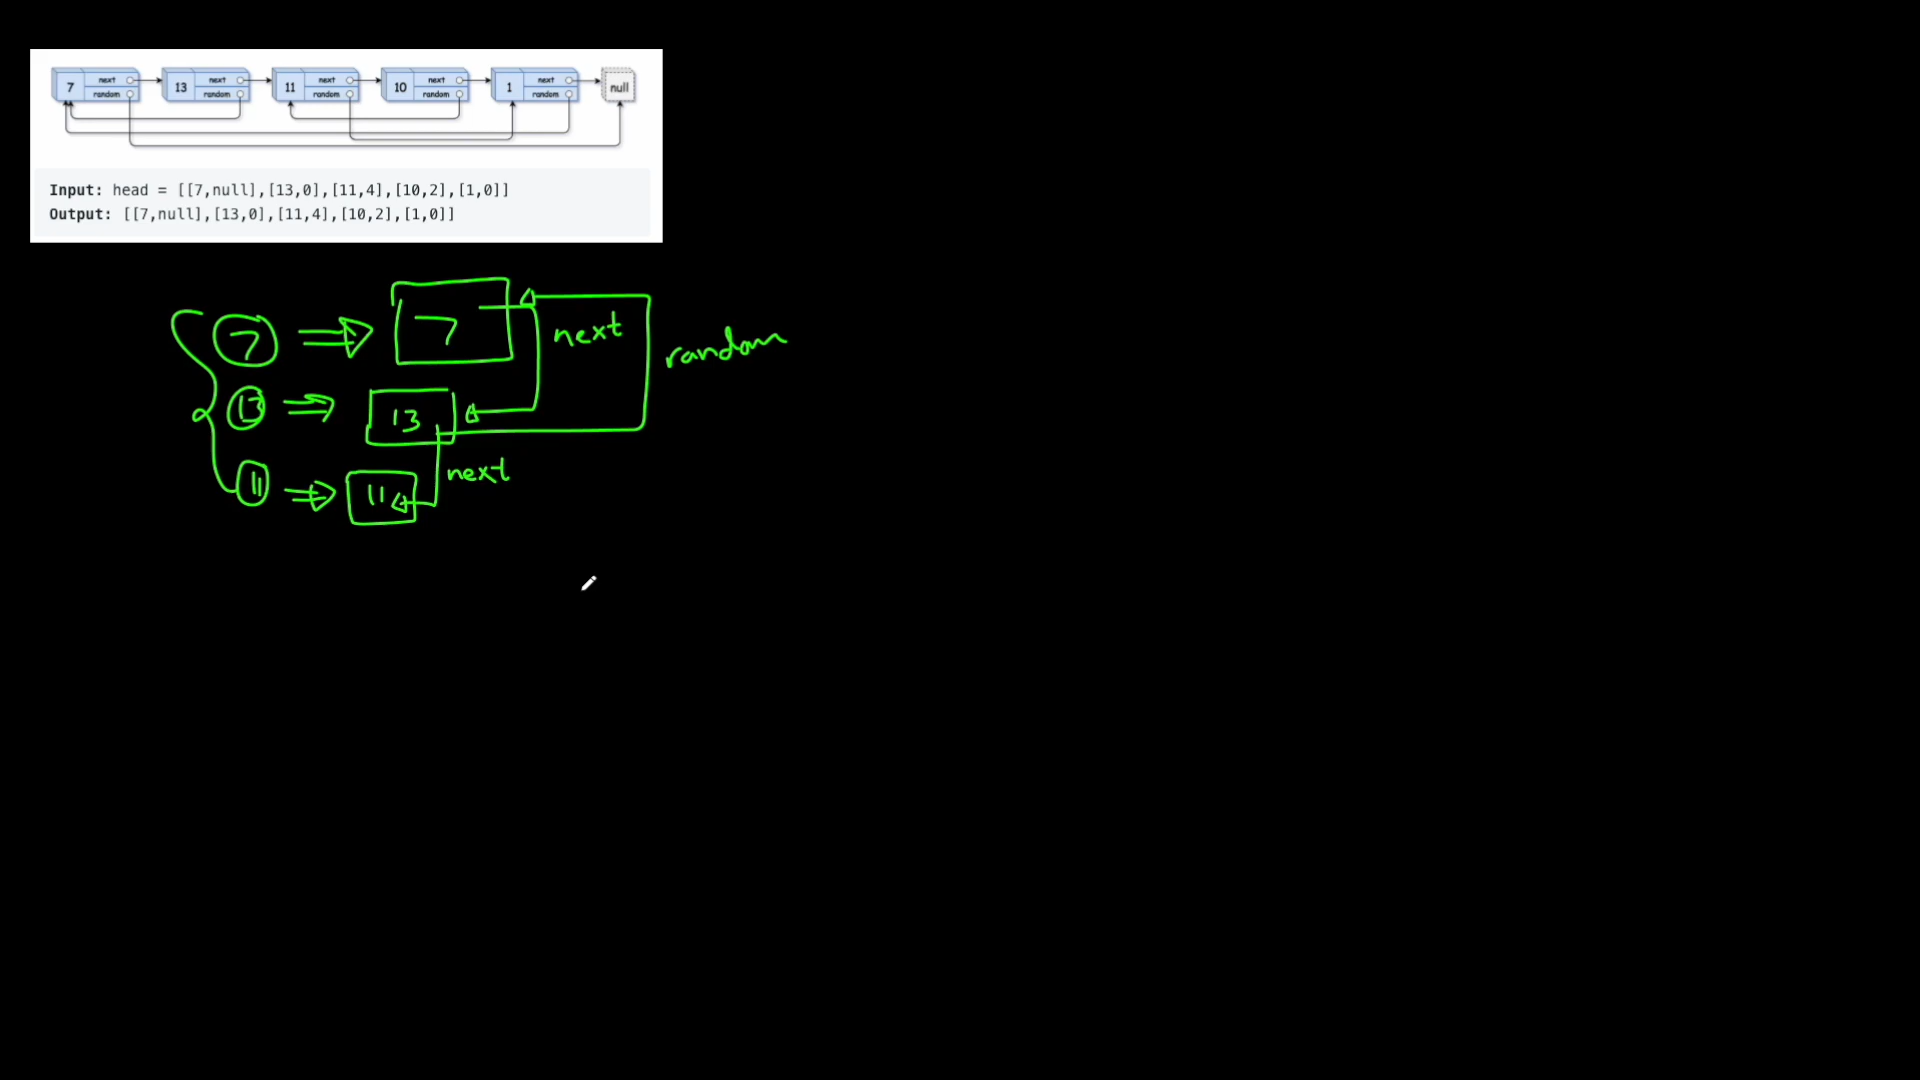 7 next random 13 next random 11 next random 10 next random 1 next random null
Input: head = [[7,null],[13,0],[11,4],[10,2],[1,0]]
Output: [[7,null],[13,0],[11,4],[10,2],[1,0]]
7 7 next random
13 13
11 11 next